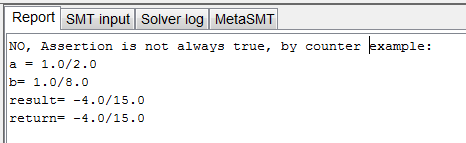 Report SMT input Solver log MetaSMT
NO, Assertion is not always true, by counter example:
a = 1.0/2.0
b= 1.0/8.0
result= -4.0/15.0
return= -4.0/15.0